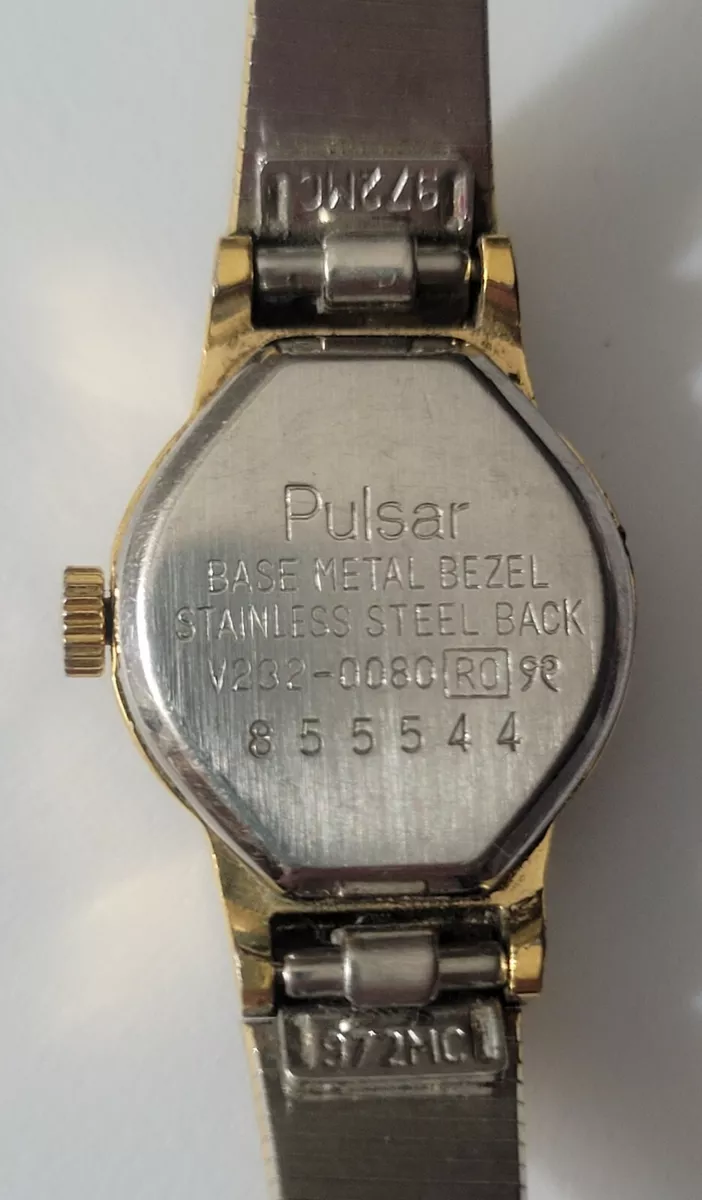 972MC
Pulsar
BASE METAL BEZEL
STAINLESS STEEL BACK
V232-0080 RO
855544
972MC